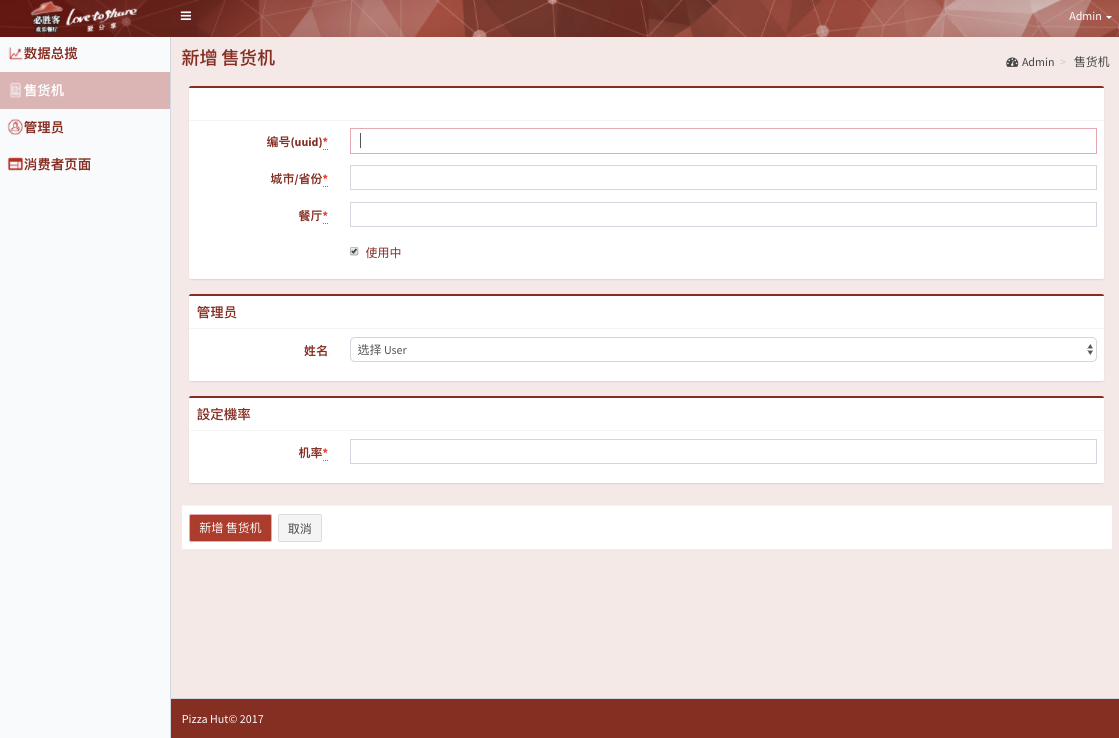 必胜客
欢乐餐厅
Love to Share
爱分享
Admin
数据总揽
售货机
管理员
消费者页面
新增 售货机
Admin > 售货机
编号(uuid)*
城市/省份*
餐厅*
使用中
管理员
姓名
选择 User
設定機率
机率*
新增 售货机
取消
Pizza Hut© 2017